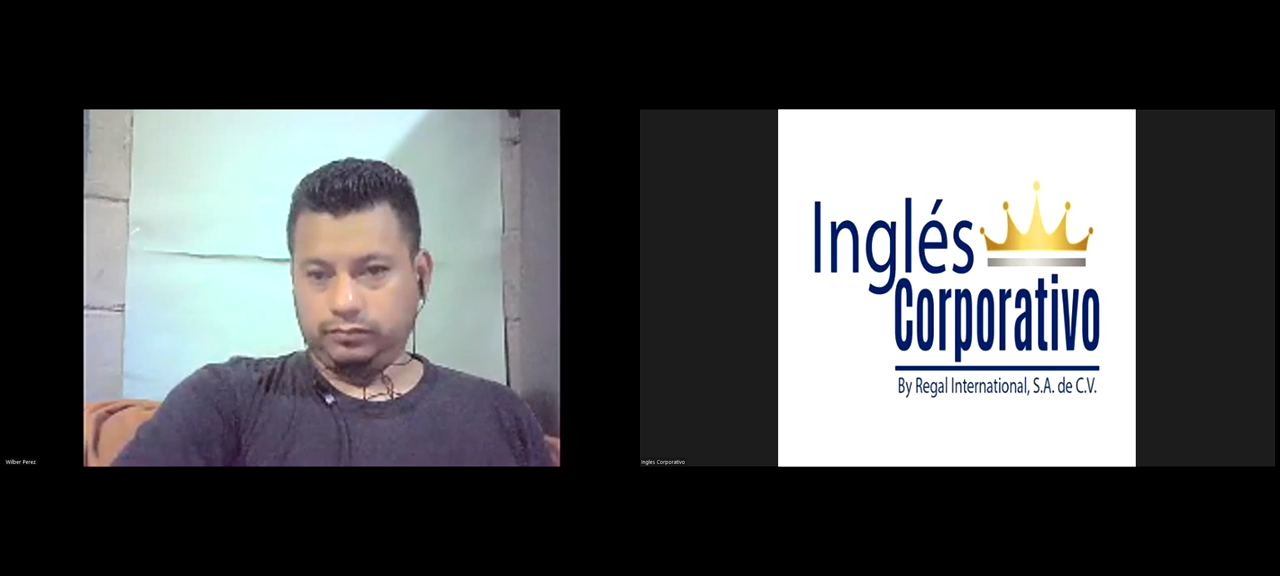 Inglés
Corporativo
By Regal International, S.A. de C.V.
Wilber Perez
Ingles Corporativo